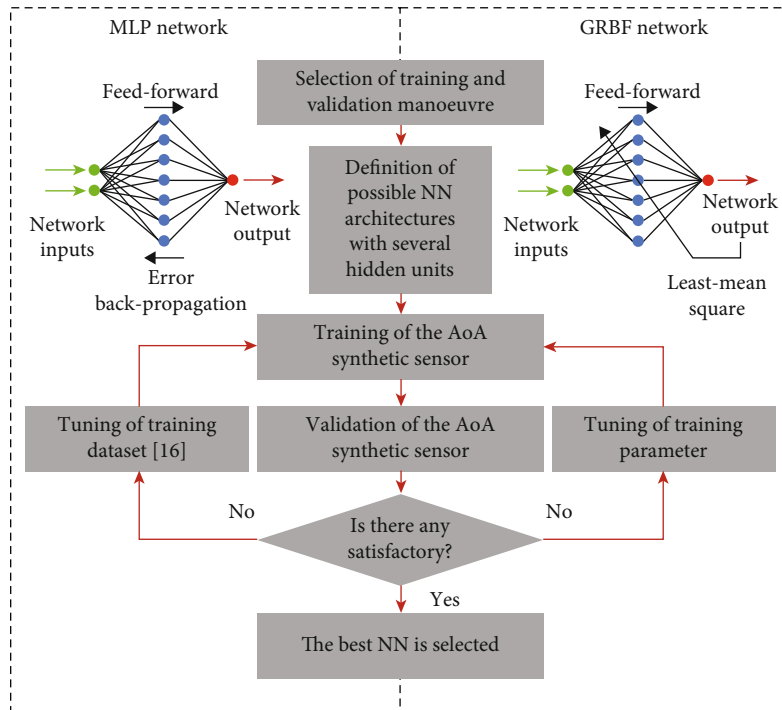 MLP network
GRBF network
Selection of training and
validation manoeuvre
Feed-forward
Network
inputs
Network
output
Error
back-propagation
Definition of
possible NN
architectures
with several
hidden units
Feed-forward
Network
inputs
Network
output
Least-mean
square
Training of the AoA
synthetic sensor
Tuning of training
dataset [16]
Validation of the AoA
synthetic sensor
Tuning of training
parameter
No
Is there any
satisfactory?
No
Yes
The best NN is selected